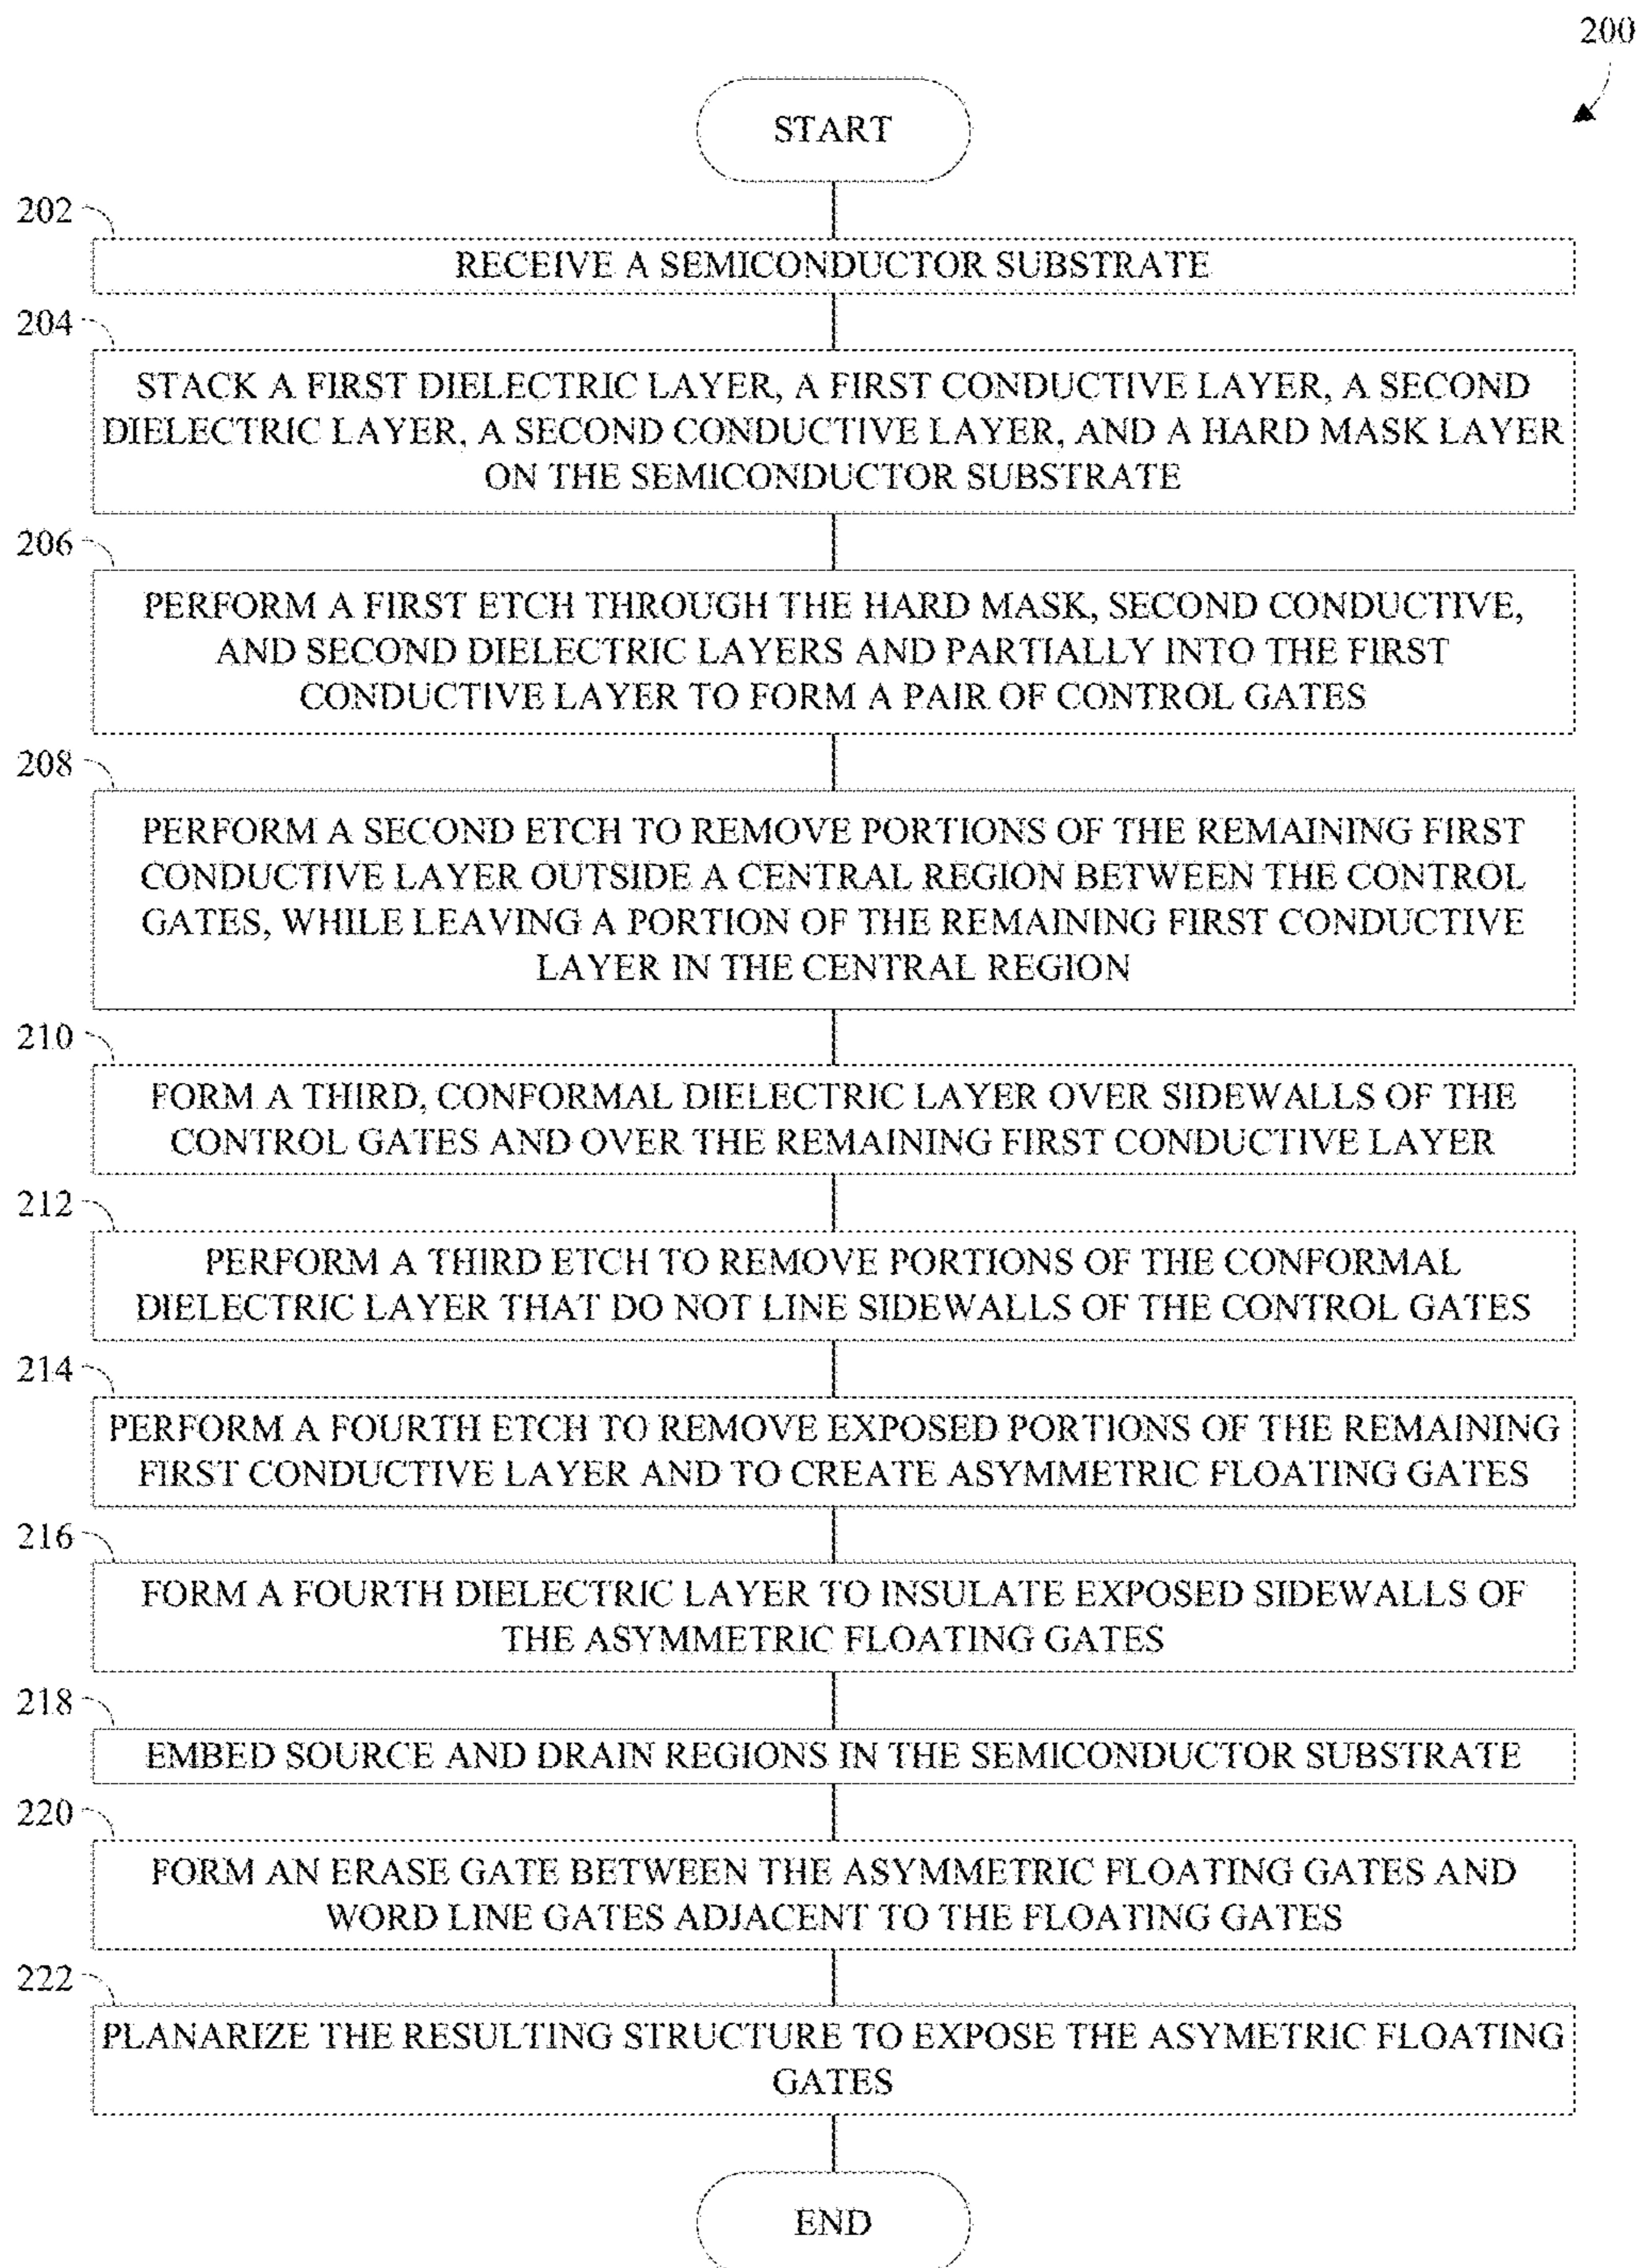 200
START
202
RECEIVE A SEMICONDUCTOR SUBSTRATE
204
STACK A FIRST DIELECTRIC LAYER, A FIRST CONDUCTIVE LAYER, A SECOND
DIELECTRIC LAYER, A SECOND CONDUCTIVE LAYER, AND A HARD MASK LAYER
ON THE SEMICONDUCTOR SUBSTRATE
206
PERFORM A FIRST ETCH THROUGH THE HARD MASK, SECOND CONDUCTIVE,
AND SECOND DIELECTRIC LAYERS AND PARTIALLY INTO THE FIRST
CONDUCTIVE LAYER TO FORM A PAIR OF CONTROL GATES
208
PERFORM A SECOND ETCH TO REMOVE PORTIONS OF THE REMAINING FIRST
CONDUCTIVE LAYER OUTSIDE A CENTRAL REGION BETWEEN THE CONTROL
GATES, WHILE LEAVING A PORTION OF THE REMAINING FIRST CONDUCTIVE
LAYER IN THE CENTRAL REGION
210
FORM A THIRD, CONFORMAL DIELECTRIC LAYER OVER SIDEWALLS OF THE
CONTROL GATES AND OVER THE REMAINING FIRST CONDUCTIVE LAYER
212
PERFORM A THIRD ETCH TO REMOVE PORTIONS OF THE CONFORMAL
DIELECTRIC LAYER THAT DO NOT LINE SIDEWALLS OF THE CONTROL GATES
214
PERFORM A FOURTH ETCH TO REMOVE EXPOSED PORTIONS OF THE REMAINING
FIRST CONDUCTIVE LAYER AND TO CREATE ASYMMETRIC FLOATING GATES
216
FORM A FOURTH DIELECTRIC LAYER TO INSULATE EXPOSED SIDEWALLS OF
THE ASYMMETRIC FLOATING GATES
218
EMBED SOURCE AND DRAIN REGIONS IN THE SEMICONDUCTOR SUBSTRATE
220
FORM AN ERASE GATE BETWEEN THE ASYMMETRIC FLOATING GATES AND
WORD LINE GATES ADJACENT TO THE FLOATING GATES
222
PLANARIZE THE RESULTING STRUCTURE TO EXPOSE THE ASYMETRIC FLOATING
GATES
END